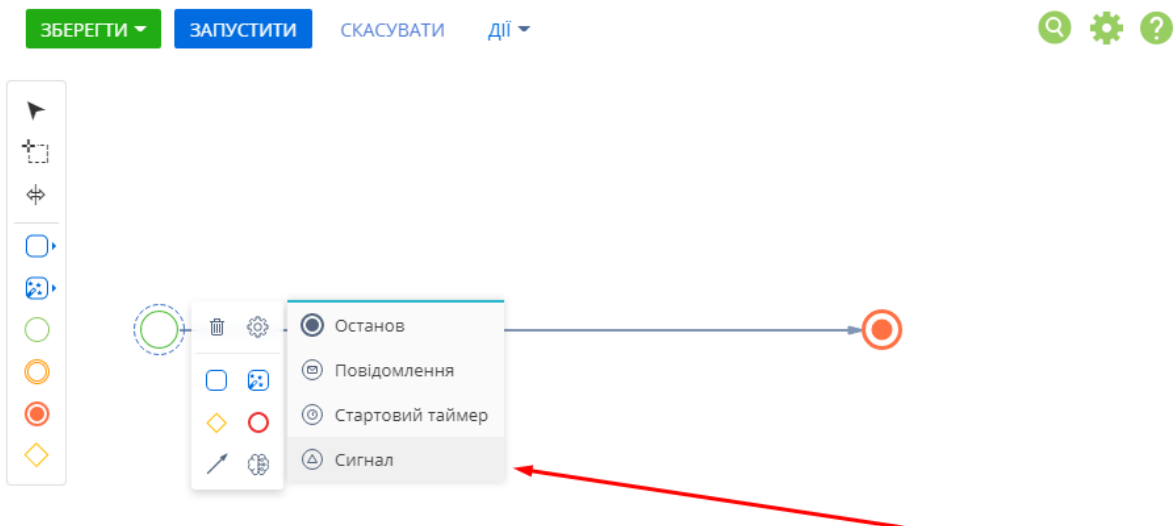 ЗБЕРЕГТИ
ЗАПУСТИТИ
СКАСУВАТИ
ДІЇ
Останов
Повідомлення
Стартовий таймер
Сигнал